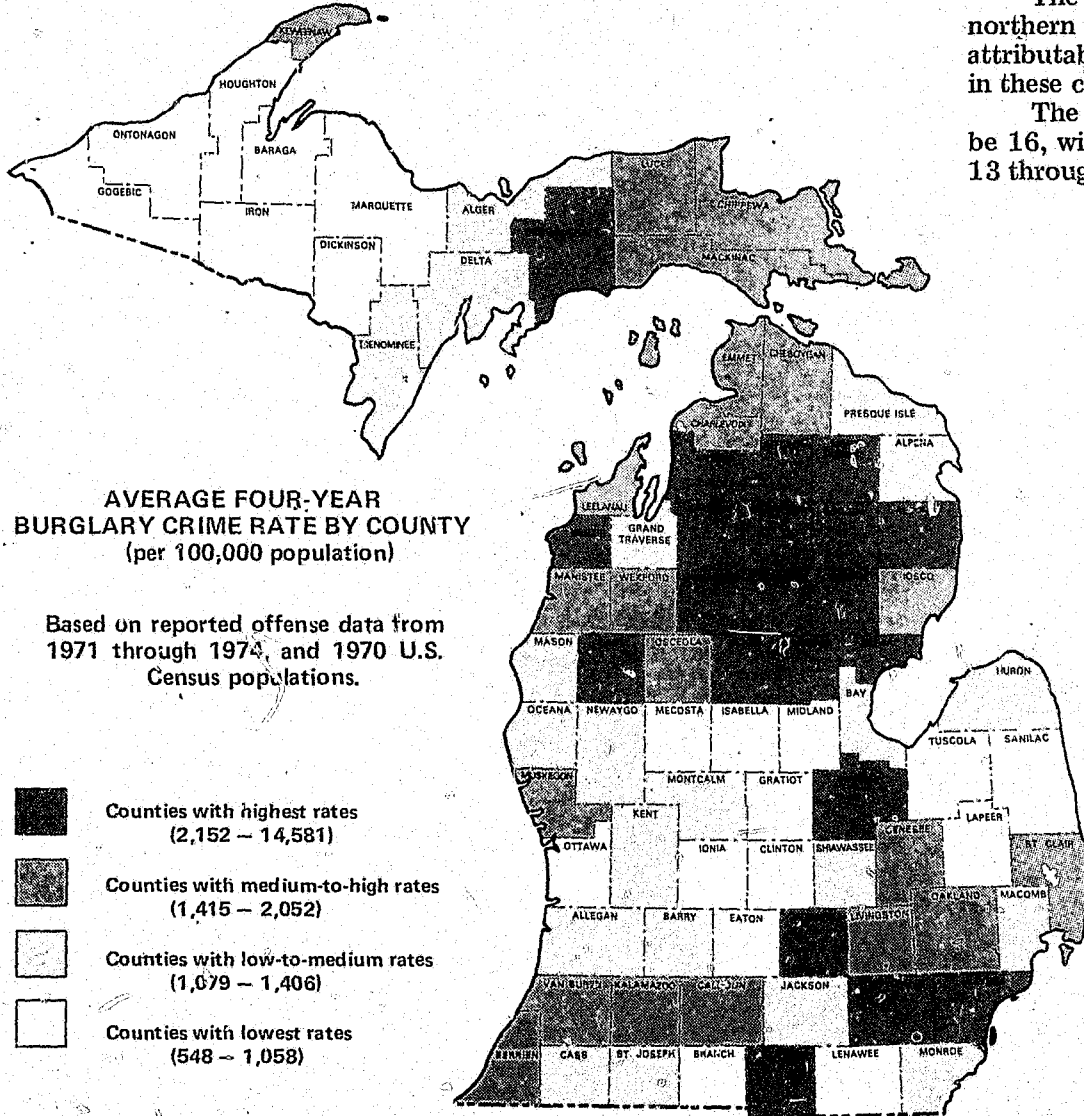 The
northern
attributab
in these c
The
be 16, wi
13 throug
KEWEENAW
HOUGHTON
ONTONAGON
BARAGA
GOGEBIC
IRON
MARQUETTE
ALGER
LUCE
CHIPPEWA
DICKINSON
DELTA
MACKINAC
MENOMINEE
EMMET
CHEBOYGAN
PRESQUE ISLE
CHARLEVOIX
ALPENA
AVERAGE FOUR-YEAR
BURGLARY CRIME RATE BY COUNTY
(per 100,000 population)
LEELANAU
GRAND
TRAVERSE
MANISTEE
WEXFORD
IOSCO
Based on reported offense data from
1971 through 1974, and 1970 U.S.
Census populations.
MASON
OSCEOLA
HURON
BAY
OCEANA
NEWAYGO
MECOSTA
ISABELLA
MIDLAND
TUSCOLA
SANILAC
MUSKEGON
MONTCALM
GRATIOT
KENT
LAPEER
GENESEE
ST CLAIR
OTTAWA
IONIA
CLINTON
SHIAWASSEE
OAKLAND
MACOMB
ALLEGAN
BARRY
EATON
LIVINGSTON
VAN BUREN
KALAMAZOO
CALHOUN
JACKSON
BERRIEN
CASS
ST. JOSEPH
BRANCH
LENAWEE
MONROE
Counties with highest rates
(2,152 – 14,581)
Counties with medium-to-high rates
(1,415 – 2,052)
Counties with low-to-medium rates
(1,079 – 1,406)
Counties with lowest rates
(548 – 1,058)